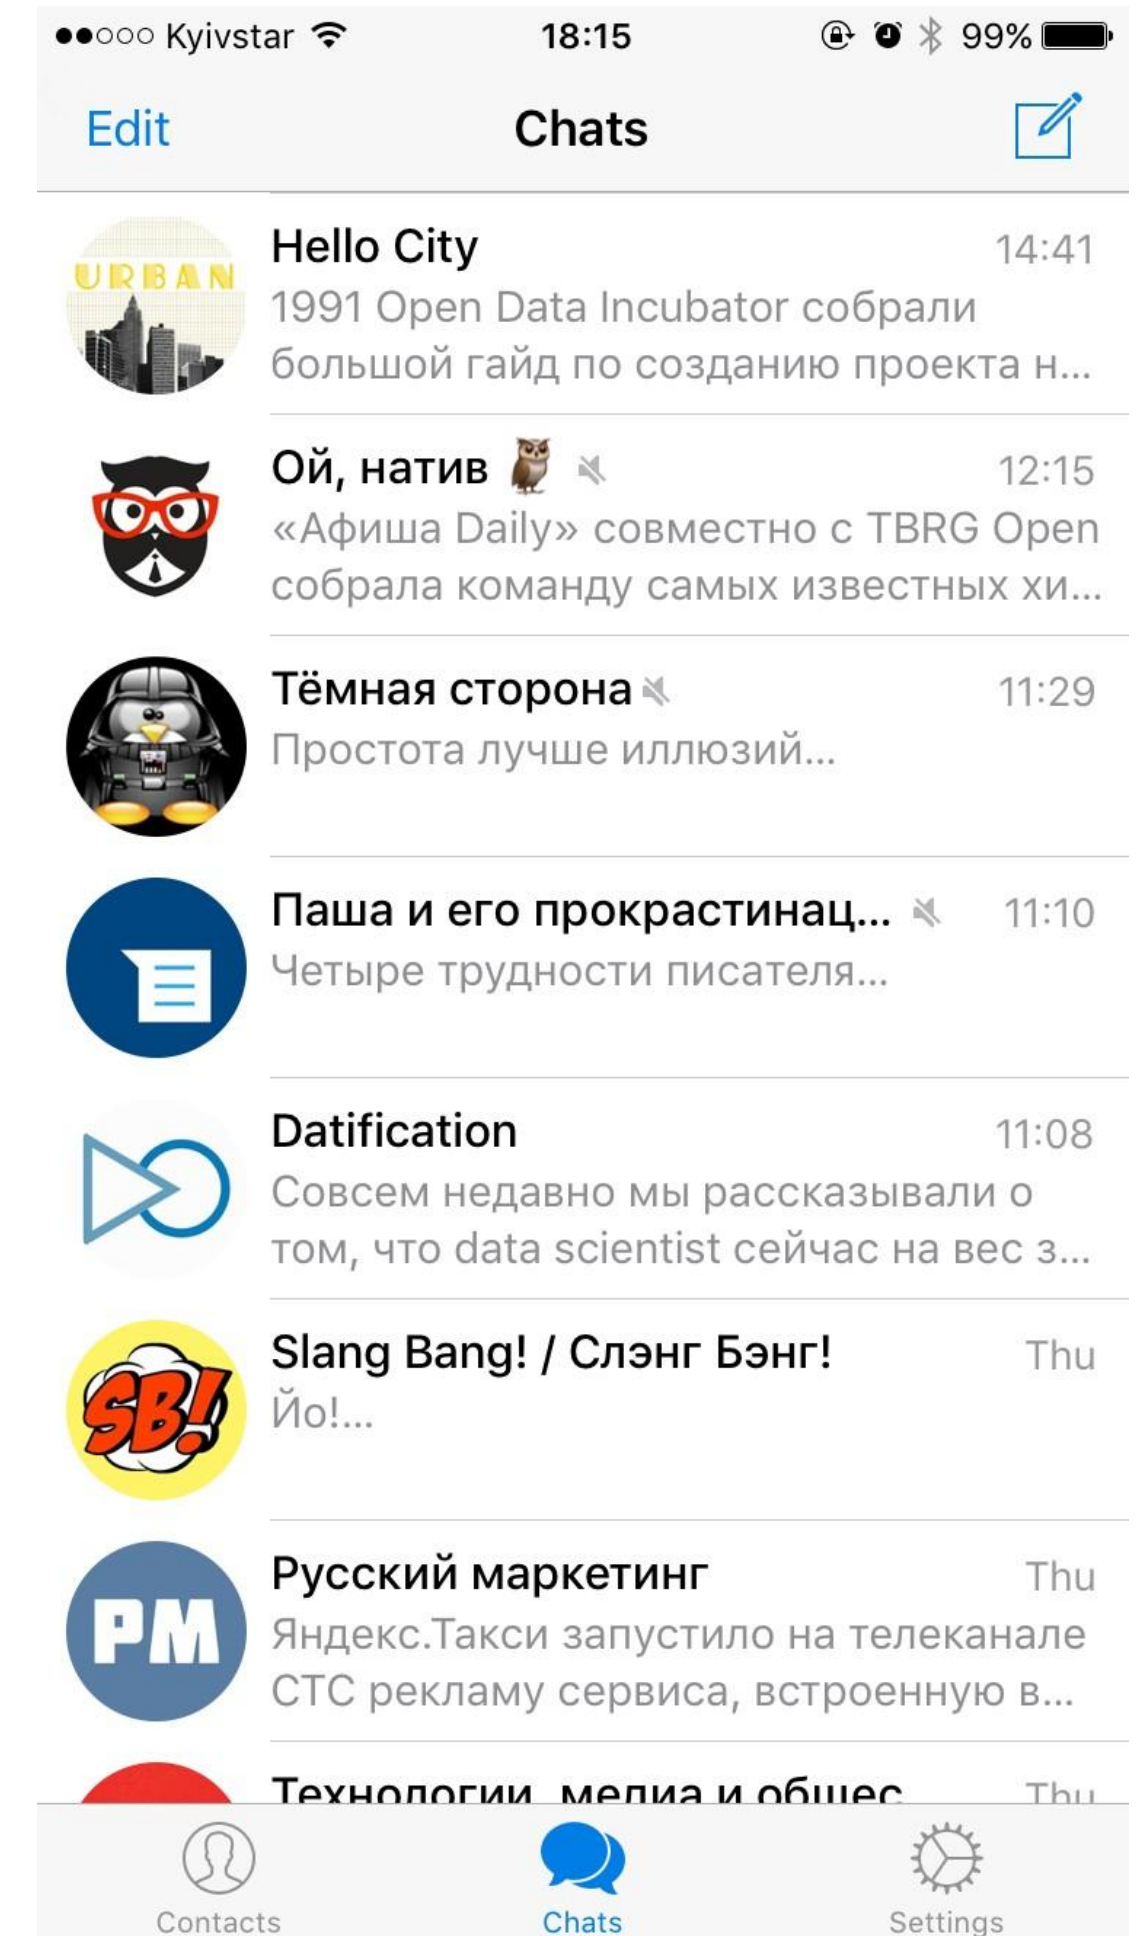 Kyivstar 18:15 99%
Edit Chats
Hello City 14:41
URBAN
1991 Open Data Incubator собрали
большой гайд по созданию проекта н...
Ой, натив 🦉 12:15
«Афиша Daily» совместно с TBRG Open
собрала команду самых известных хи...
Тёмная сторона 11:29
Простота лучше иллюзий...
Паша и его прокрастинац... 11:10
Четыре трудности писателя...
Datification 11:08
Совсем недавно мы рассказывали о
том, что data scientist сейчас на вес з...
Slang Bang! / Слэнг Бэнг! Thu
SB!
Йо!...
Русский маркетинг Thu
РМ
Яндекс.Такси запустило на телеканале
СТС рекламу сервиса, встроенную в...
Технологии, медиа и общес Thu
Contacts Chats Settings